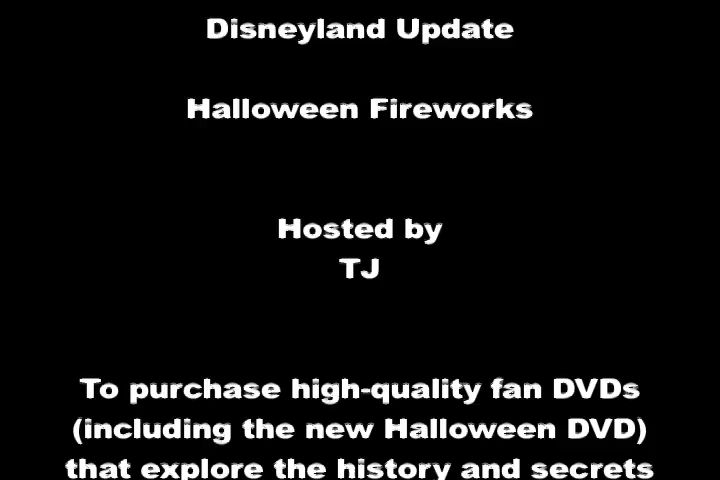 Disneyland Update
Halloween Fireworks
Hosted by
TJ
To purchase high-quality fan DVDs
(including the new Halloween DVD)
that explore the history and secrets